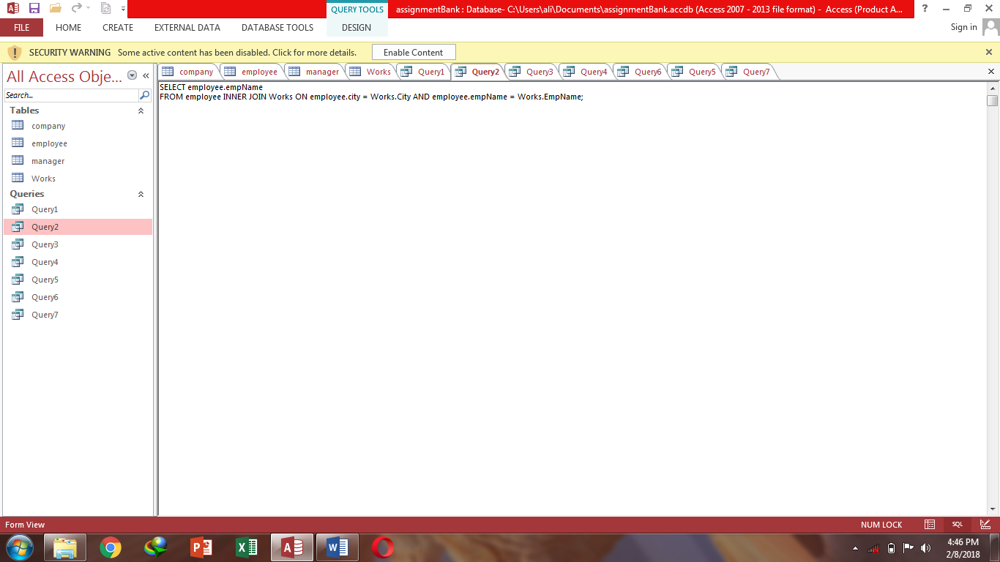 QUERY TOOLS
assignmentBank : Database- C:\Users\ali\Documents\assignmentBank.accdb (Access 2007 - 2013 file format) - Access (Product A...
FILE HOME CREATE EXTERNAL DATA DATABASE TOOLS DESIGN Sign in
SECURITY WARNING Some active content has been disabled. Click for more details. Enable Content
All Access Obje...
company employee manager Works Query1 Query2 Query3 Query4 Query6 Query5 Query7
Search...
Tables
company
employee
manager
Works
Queries
Query1
Query2
Query3
Query4
Query5
Query6
Query7
SELECT employee.empName
FROM employee INNER JOIN Works ON employee.city = Works.City AND employee.empName = Works.EmpName;
Form View NUM LOCK SQL
4:46 PM
2/8/2018